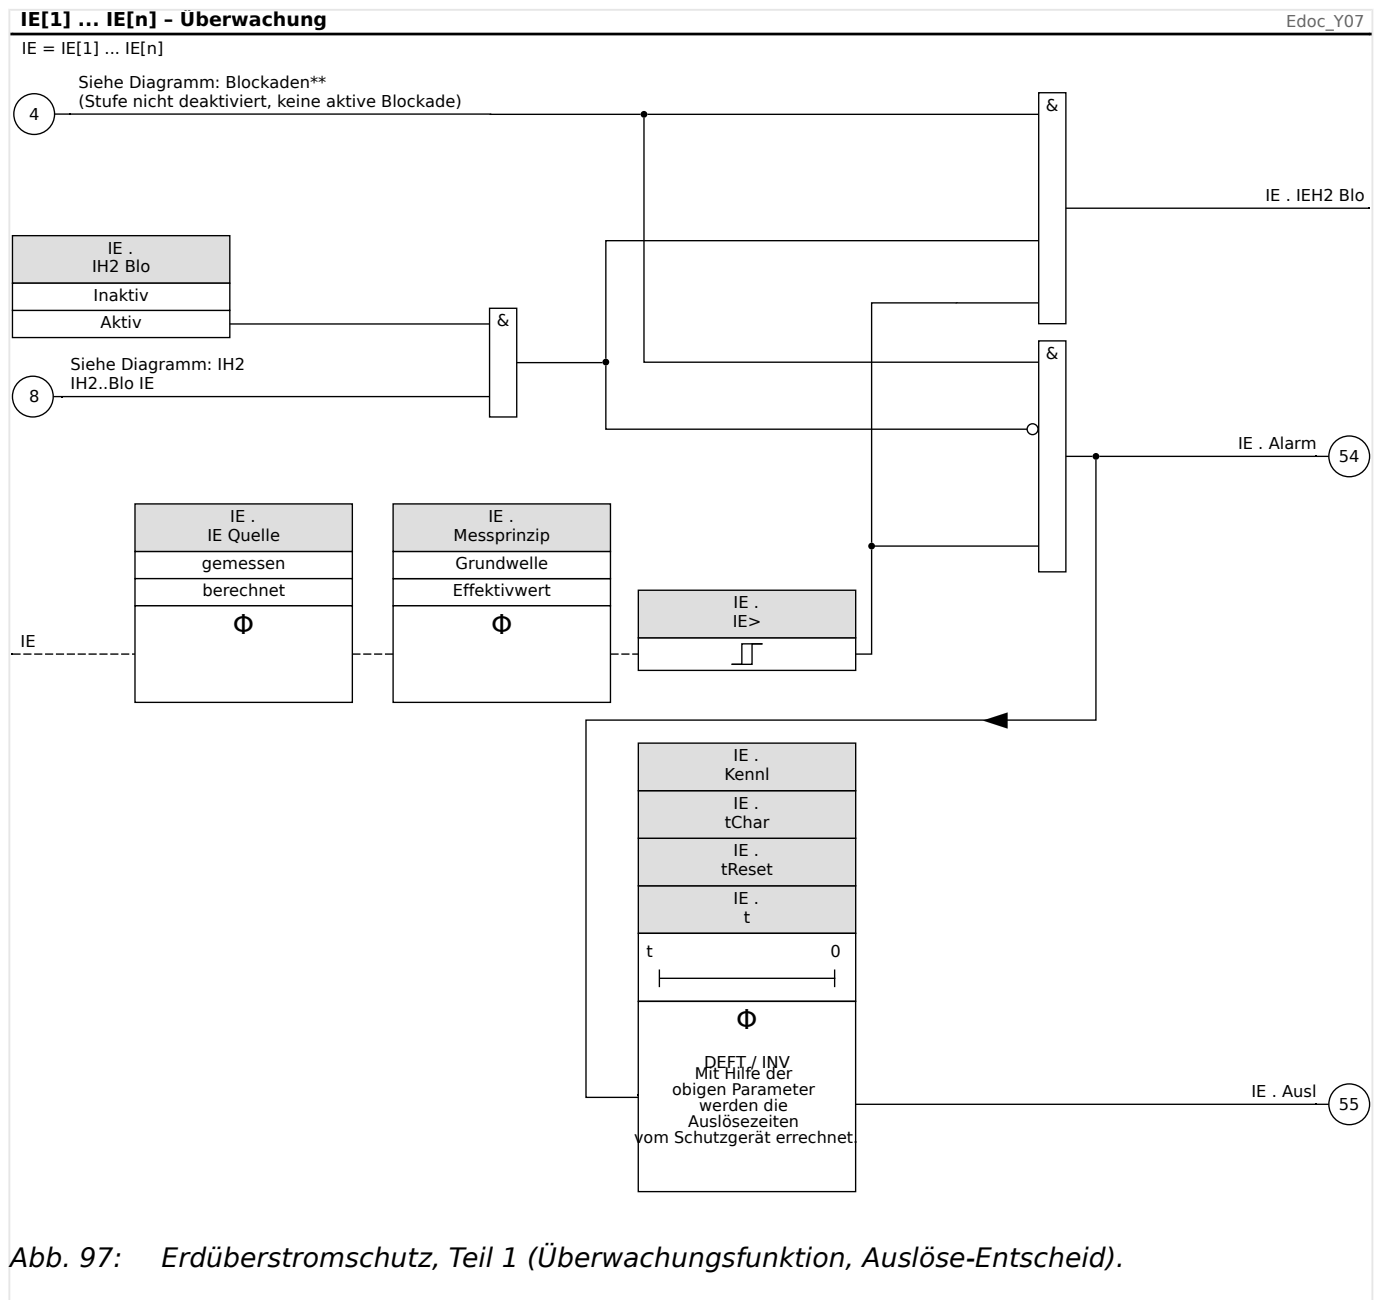 IE[1] ... IE[n] – Überwachung
Edoc_Y07
IE = IE[1] ... IE[n]
Siehe Diagramm: Blockaden**
(Stufe nicht deaktiviert, keine aktive Blockade)
4
&
IE . IEH2 Blo
IE .
IH2 Blo
Inaktiv
Aktiv
&
&
Siehe Diagramm: IH2
IH2..Blo IE
8
IE . Alarm
54
IE .
IE Quelle
gemessen
berechnet
Φ
IE .
Messprinzip
Grundwelle
Effektivwert
Φ
IE .
IE>
IE
IE .
Kennl
IE .
tChar
IE .
tReset
IE .
t
t 0
Φ
DEFT / INV
Mit Hilfe der
obigen Parameter
werden die
Auslösezeiten
vom Schutzgerät errechnet.
IE . Ausl
55
Abb. 97: Erdüberstromschutz, Teil 1 (Überwachungsfunktion, Auslöse-Entscheid).